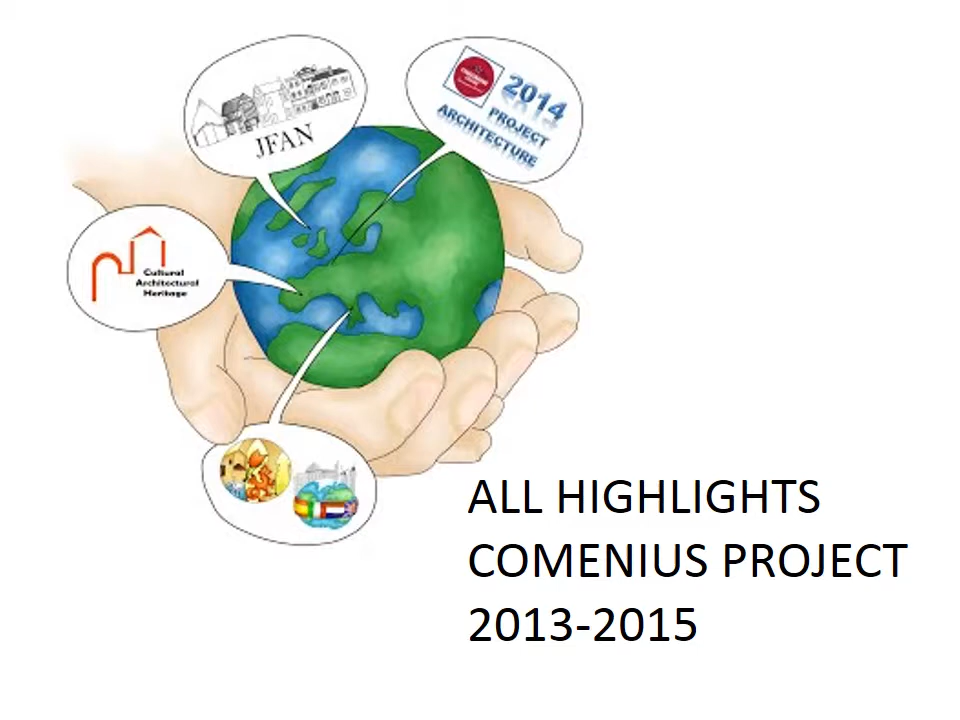 JFAN
2014
PROJECT
ARCHITECTURE
Cultural
Architectural
Heritage
ALL HIGHLIGHTS
COMENIUS PROJECT
2013-2015